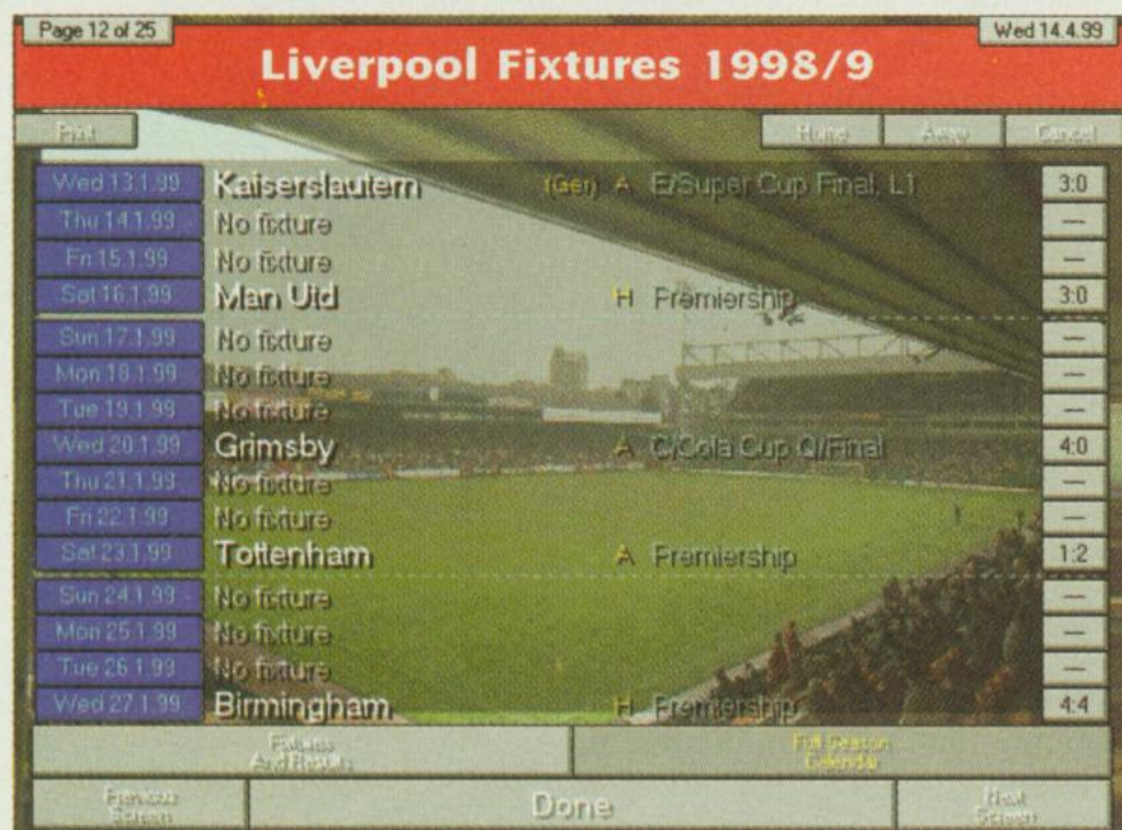 Page 12 of 25
Wed 14.4.99
Liverpool Fixtures 1998/9
Print
Home
Away
Cancel
Wed 13.1.99 Kaiserslautern (Ger) A E/Super Cup Final, L1 3:0
Thu 14.1.99 No fixture —
Fri 15.1.99 No fixture —
Sat 16.1.99 Man Utd H Premiership 3:0
Sun 17.1.99 No fixture —
Mon 18.1.99 No fixture —
Tue 19.1.99 No fixture —
Wed 20.1.99 Grimsby A C/Cola Cup Q/Final 4:0
Thu 21.1.99 No fixture —
Fri 22.1.99 No fixture —
Sat 23.1.99 Tottenham A Premiership 1:2
Sun 24.1.99 No fixture —
Mon 25.1.99 No fixture —
Tue 26.1.99 No fixture —
Wed 27.1.99 Birmingham H Premiership 4:4
Fixtures
And Results
Full season
Calendar
Previous
Screen
Done
Next
Screen